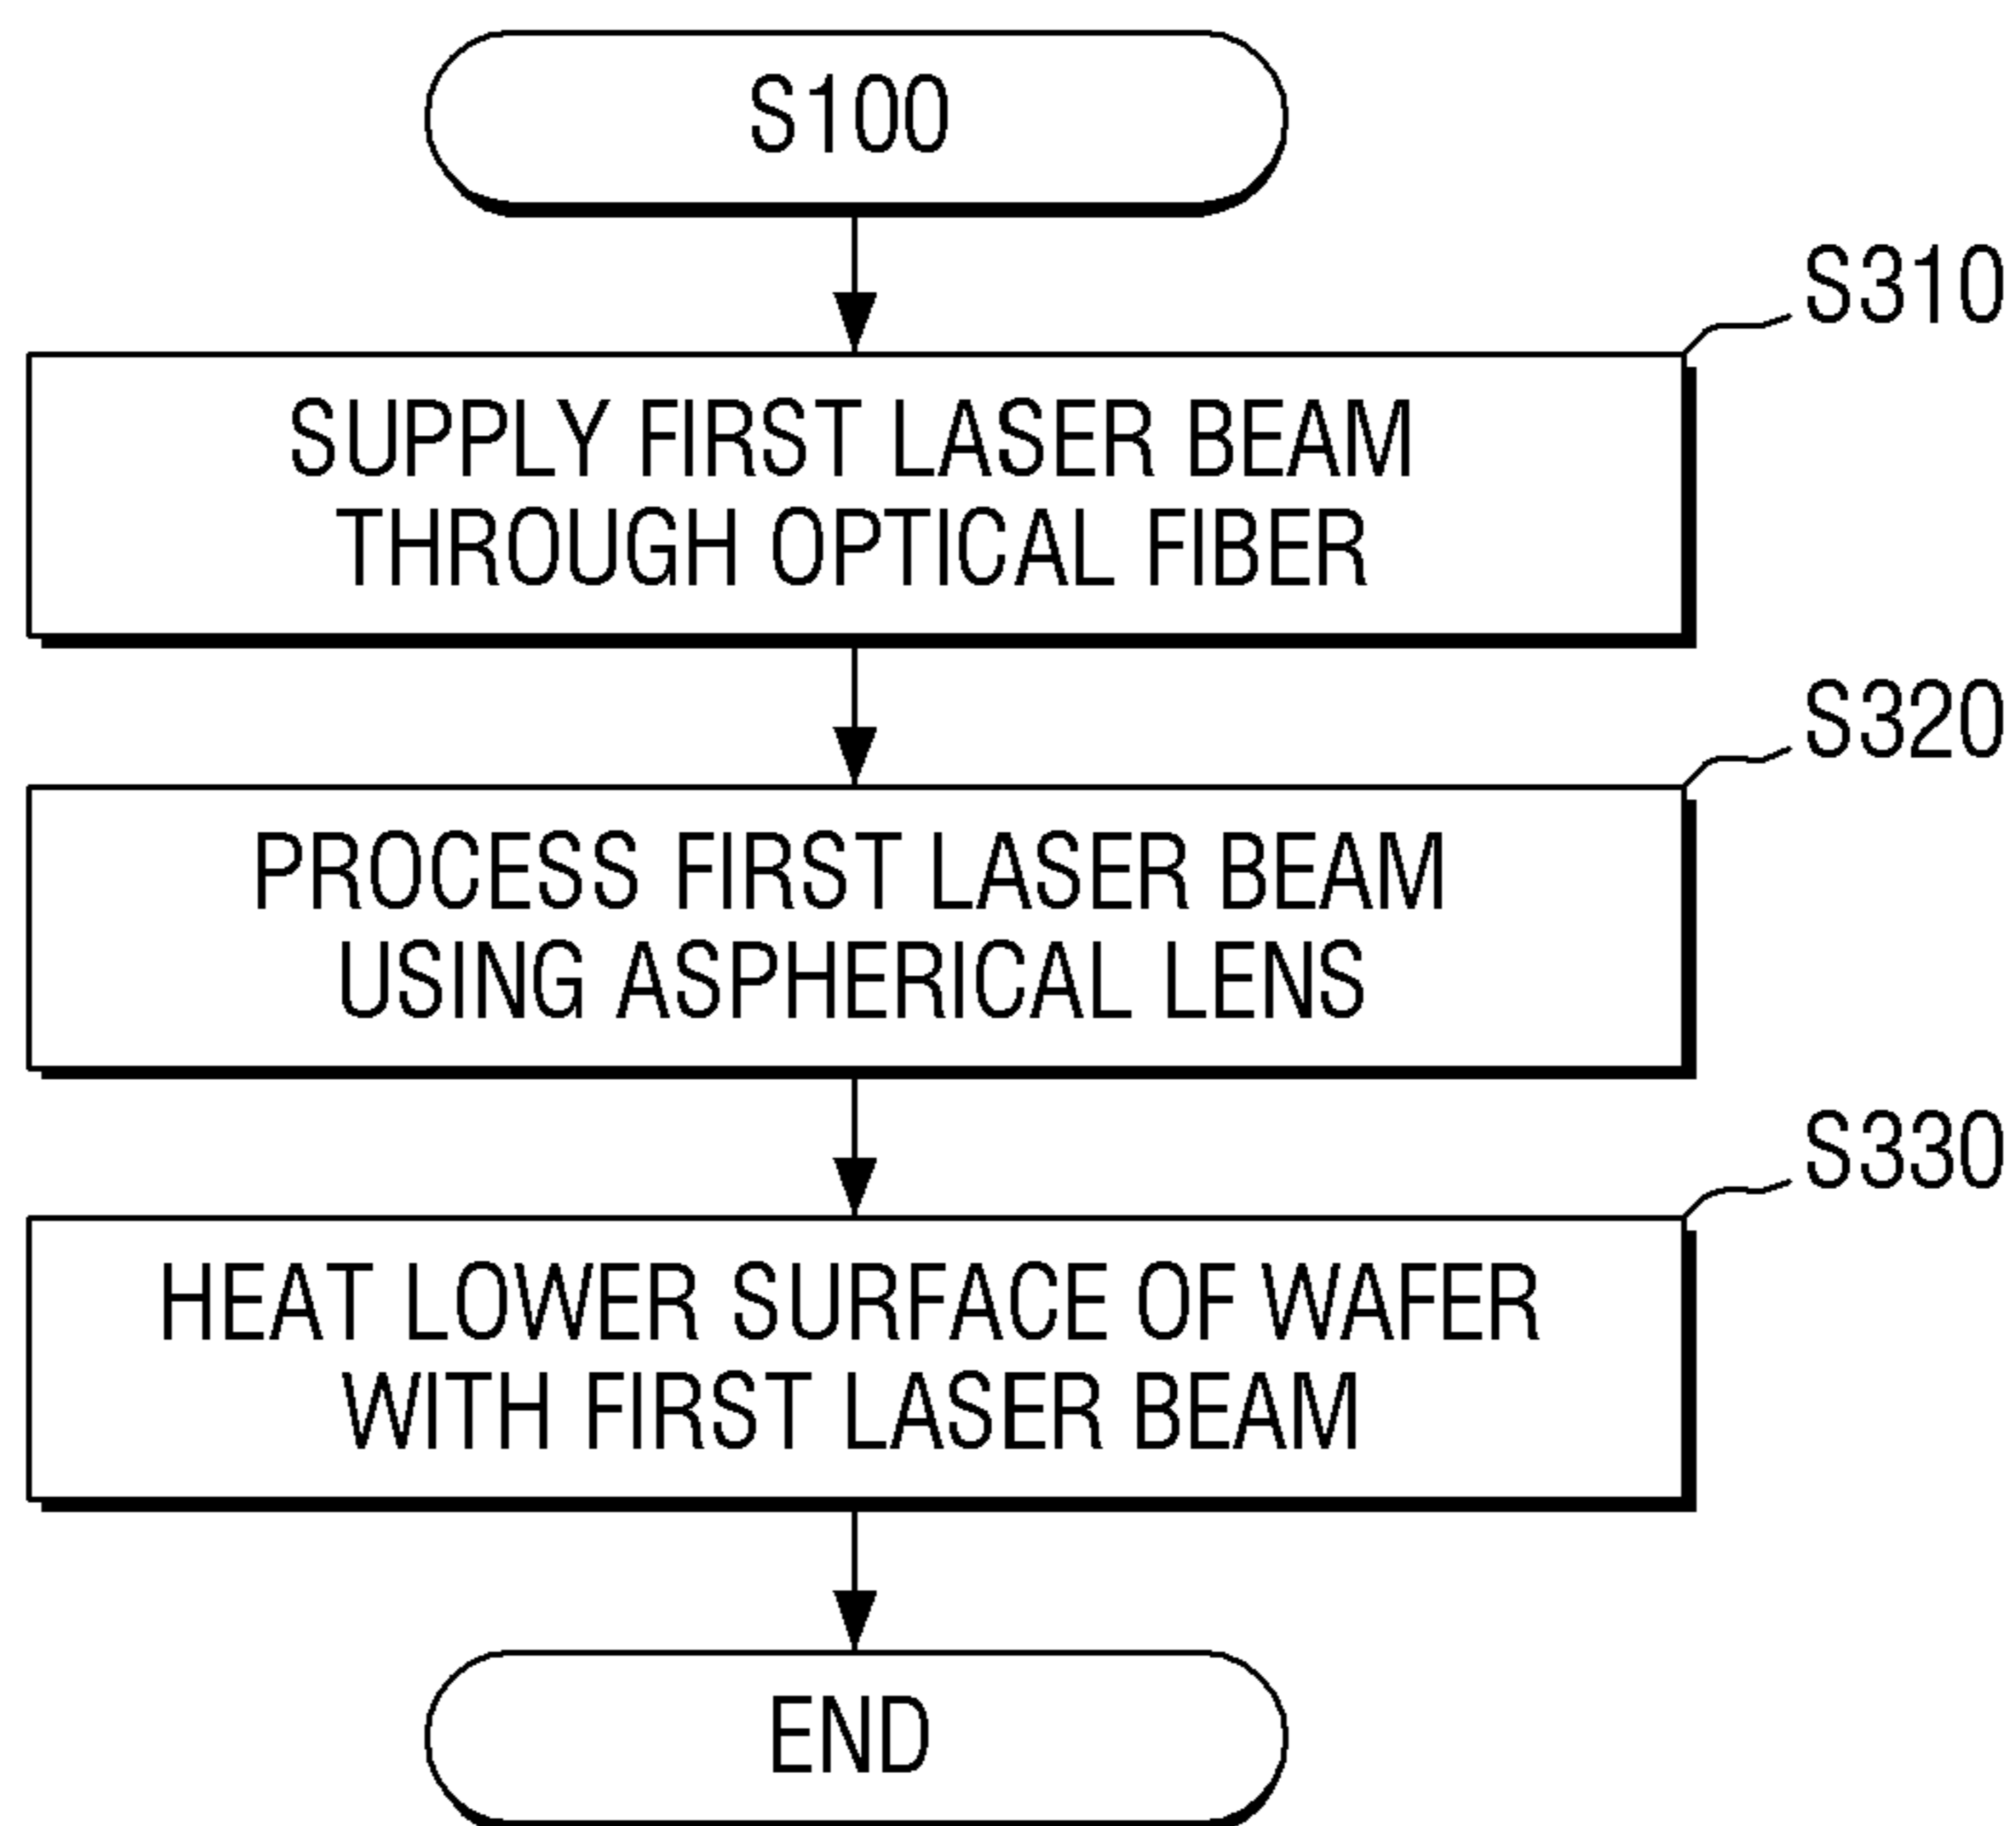 S100
S310
SUPPLY FIRST LASER BEAM
THROUGH OPTICAL FIBER
S320
PROCESS FIRST LASER BEAM
USING ASPHERICAL LENS
S330
HEAT LOWER SURFACE OF WAFER
WITH FIRST LASER BEAM
END